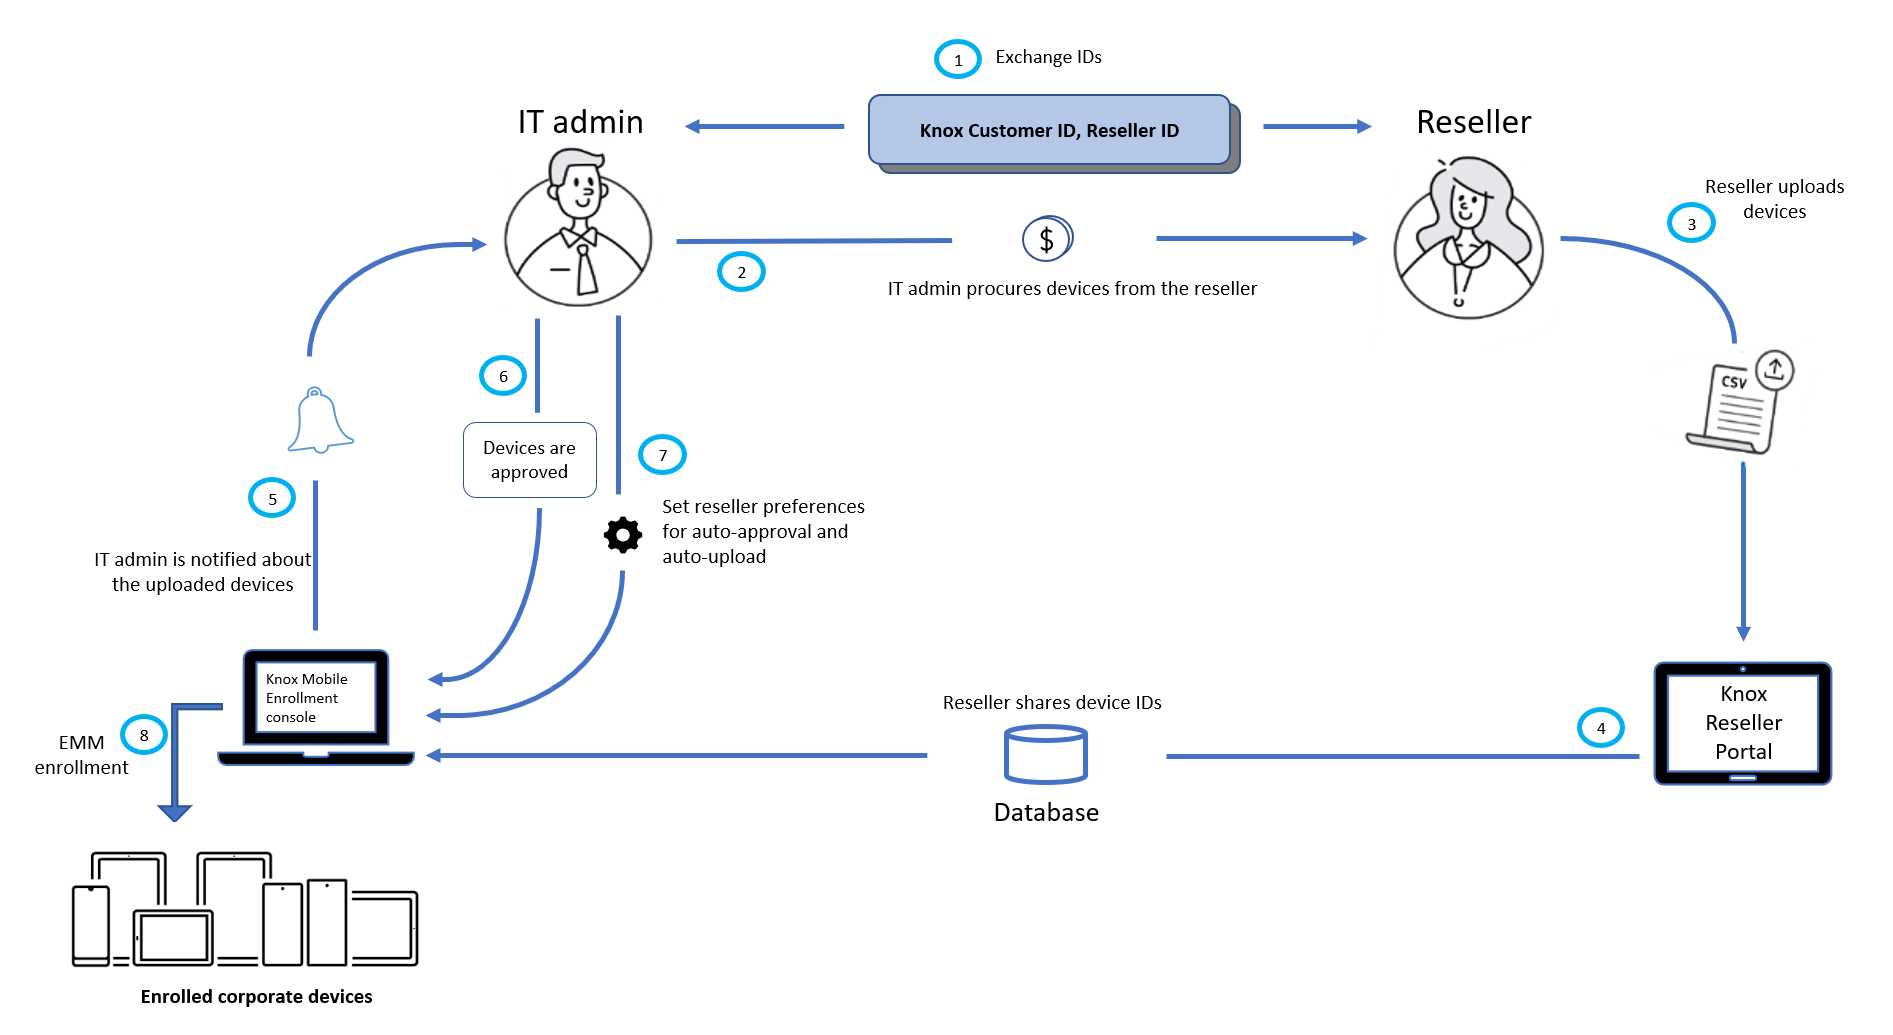 1
Exchange IDs
IT admin
Knox Customer ID, Reseller ID
Reseller
Reseller uploads
devices
3
$
2
IT admin procures devices from the reseller
6
CSV
Devices are
approved
7
5
Set reseller preferences
for auto-approval and
auto-upload
IT admin is notified about
the uploaded devices
Knox Mobile
Enrollment
console
Reseller shares device IDs
Knox
Reseller
Portal
4
8
EMM
enrollment
Database
Enrolled corporate devices